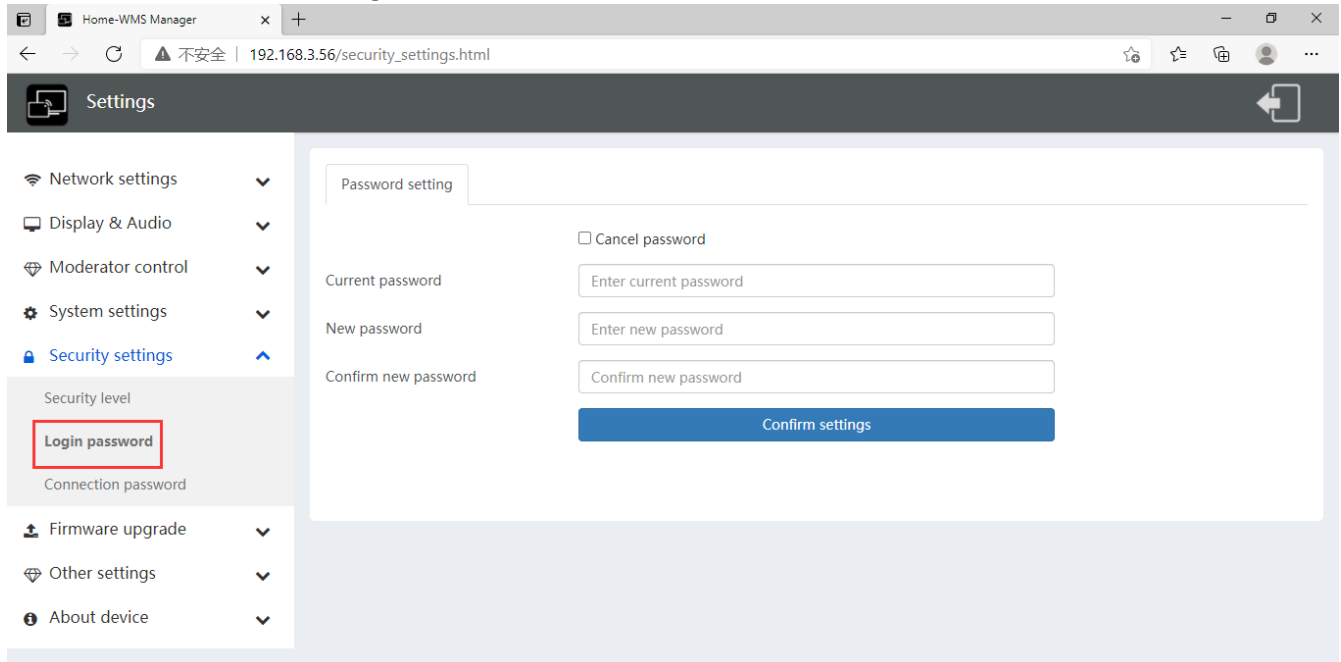 Home-WMS Manager
不安全 192.168.3.56/security_settings.html
Settings
Network settings
Display & Audio
Moderator control
System settings
Security settings
Security level
Login password
Connection password
Firmware upgrade
Other settings
About device
Password setting
Cancel password
Current password
Enter current password
New password
Enter new password
Confirm new password
Confirm new password
Confirm settings